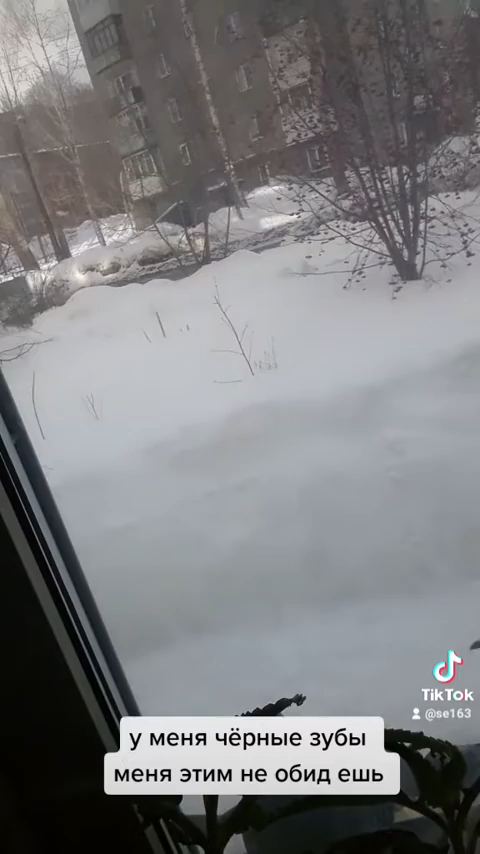 TikTok
@se163
у меня чёрные зубы
меня этим не обид ешь